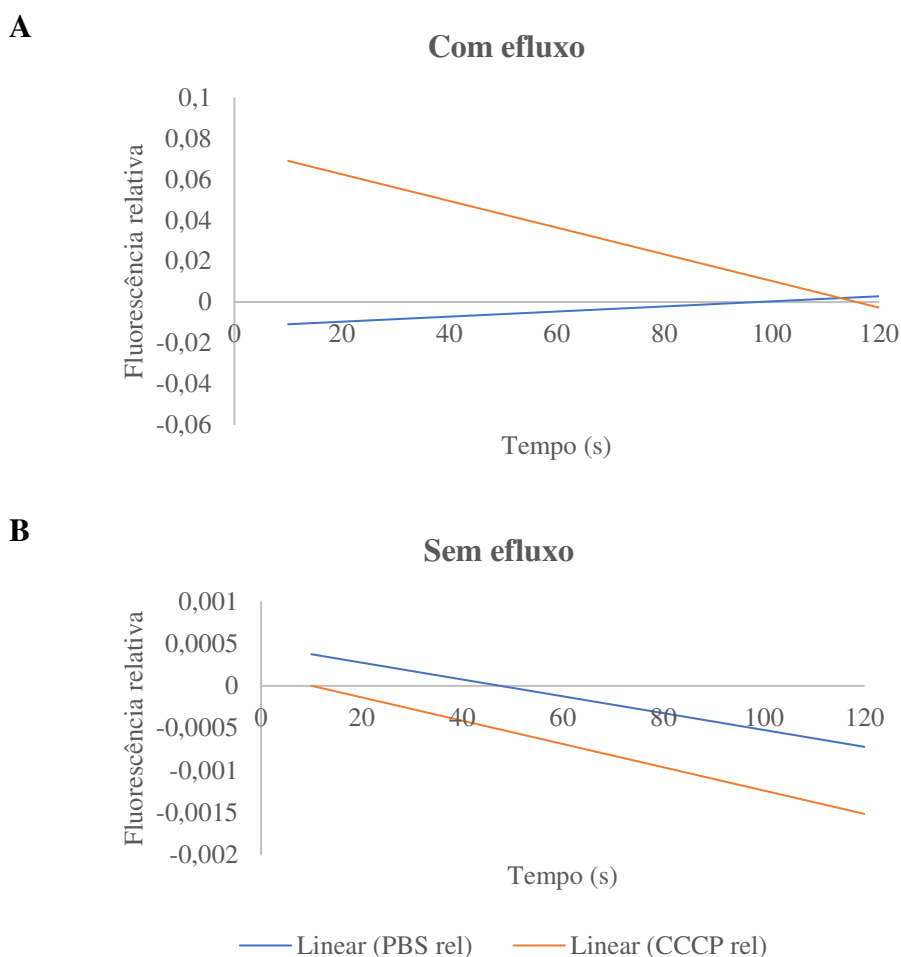 A
Com efluxo
0,1
0,08
0,06
0,04
0,02
0
-0,02
-0,04
-0,06
Fluorescência relativa
0 20 40 60 80 100 120
Tempo (s)
B
Sem efluxo
0,001
0,0005
0
-0,0005
-0,001
-0,0015
-0,002
Fluorescência relativa
0 20 40 60 80 100 120
Tempo (s)
Linear (PBS rel) Linear (CCCP rel)